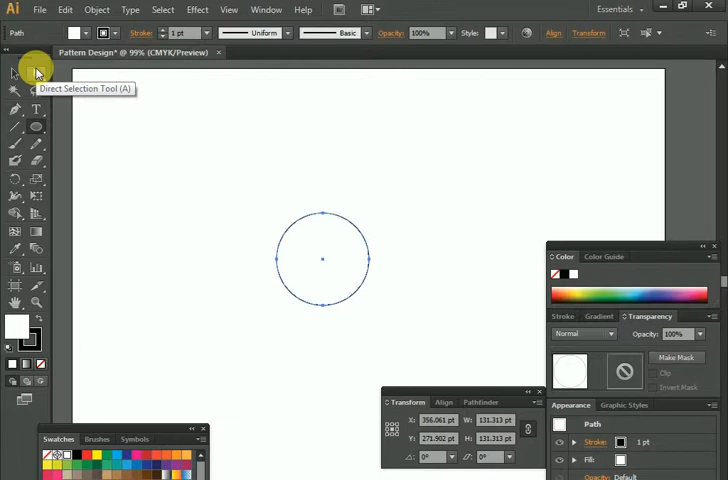 Ai File Edit Object Type Select Effect View Window Help Br Essentials
Path Stroke: 1 pt Uniform Basic Opacity: 100% Style: Align Transform
Pattern Design* @ 99% (CMYK/Preview) ×
Direct Selection Tool (A)
T
Color Color Guide
Stroke Gradient Transparency
Normal Opacity: 100%
Make Mask
Clip
Invert Mask
Transform Align Pathfinder
X: 356.061 pt W: 131.313 pt
Y: 271.902 pt H: 131.313 pt
0° 0°
Appearance Graphic Styles
Path
Stroke: 1 pt
Fill:
Opacity: Default
Swatches Brushes Symbols